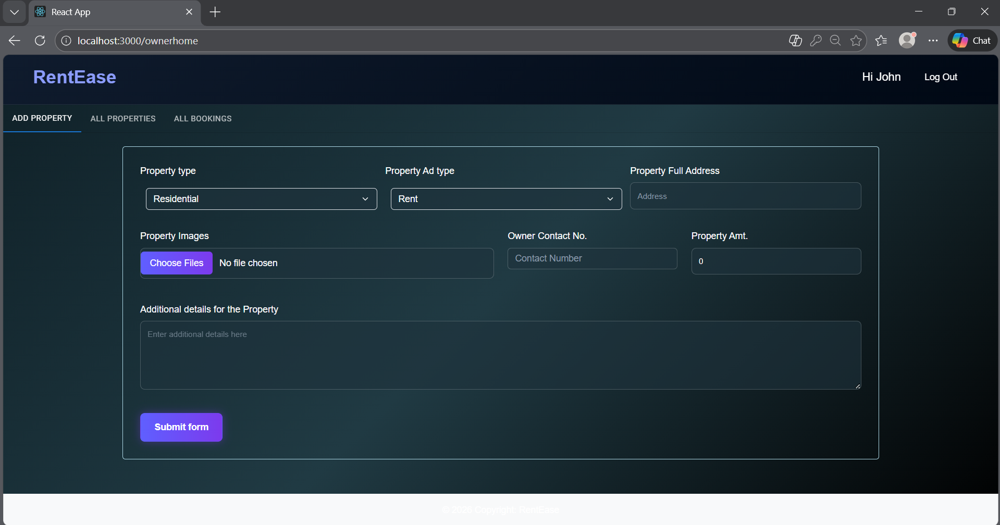 React App
localhost:3000/ownerhome
Chat
RentEase
Hi John
Log Out
ADD PROPERTY
ALL PROPERTIES
ALL BOOKINGS
Property type
Property Ad type
Property Full Address
Residential
Rent
Address
Property Images
Owner Contact No.
Property Amt.
Choose Files
No file chosen
Contact Number
0
Additional details for the Property
Enter additional details here
Submit form
© 2025 Copyright: RentEase